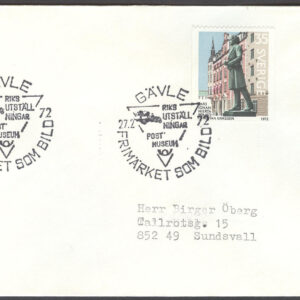 GÄVLE
RIKS
UTSTÄLL
NINGAR
POST
MUSEUM
72
FRIMÄRKET SOM BILD
GÄVLE
RIKS
UTSTÄLL
NINGAR
POST
MUSEUM
27.2
72
FRIMÄRKET SOM BILD
SVERIGE
1972
Herr Birger Öberg
Tallrotsg. 15
852 49 Sundsvall